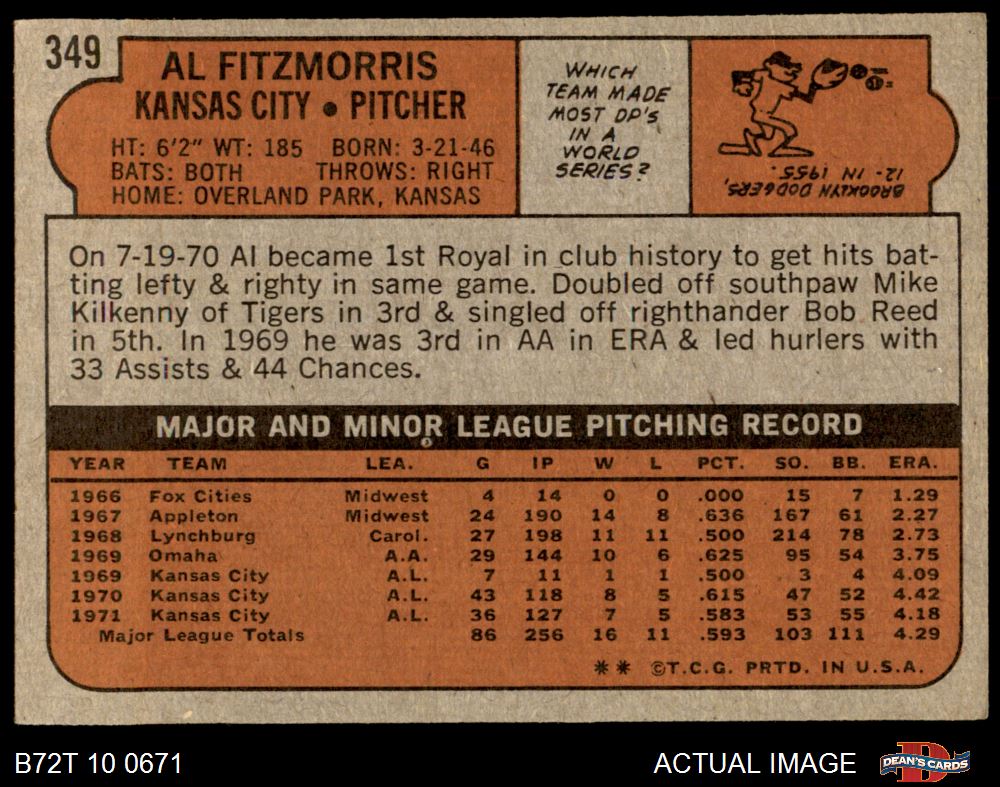 349
AL FITZMORRIS
KANSAS CITY • PITCHER
HT: 6'2" WT: 185 BORN: 3-21-46
BATS: BOTH THROWS: RIGHT
HOME: OVERLAND PARK, KANSAS
WHICH
TEAM MADE
MOST DP'S
IN A
WORLD
SERIES?
BROOKLYN DODGERS,
12- IN 1955.
On 7-19-70 Al became 1st Royal in club history to get hits bat-
ting lefty & righty in same game. Doubled off southpaw Mike
Kilkenny of Tigers in 3rd & singled off righthander Bob Reed
in 5th. In 1969 he was 3rd in AA in ERA & led hurlers with
33 Assists & 44 Chances.
MAJOR AND MINOR LEAGUE PITCHING RECORD
YEAR TEAM LEA. G IP W L PCT. SO. BB. ERA.
1966 Fox Cities Midwest 4 14 0 0 .000 15 7 1.29
1967 Appleton Midwest 24 190 14 8 .636 167 61 2.27
1968 Lynchburg Carol. 27 198 11 11 .500 214 78 2.73
1969 Omaha A.A. 29 144 10 6 .625 95 54 3.75
1969 Kansas City A.L. 7 11 1 1 .500 3 4 4.09
1970 Kansas City A.L. 43 118 8 5 .615 47 52 4.42
1971 Kansas City A.L. 36 127 7 5 .583 53 55 4.18
Major League Totals 86 256 16 11 .593 103 111 4.29
** ©T.C.G. PRTD. IN U.S.A.
B72T 10 0671 ACTUAL IMAGE
D
DEAN'S CARDS